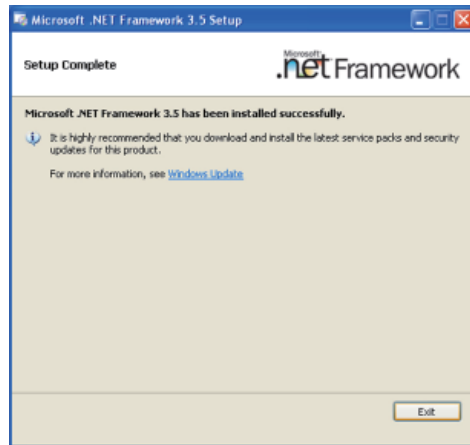 Microsoft .NET Framework 3.5 Setup
Setup Complete
Microsoft
.net Framework
Microsoft .NET Framework 3.5 has been installed successfully.
It is highly recommended that you download and install the latest service packs and security
updates for this product.
For more information, see Windows Update
Exit